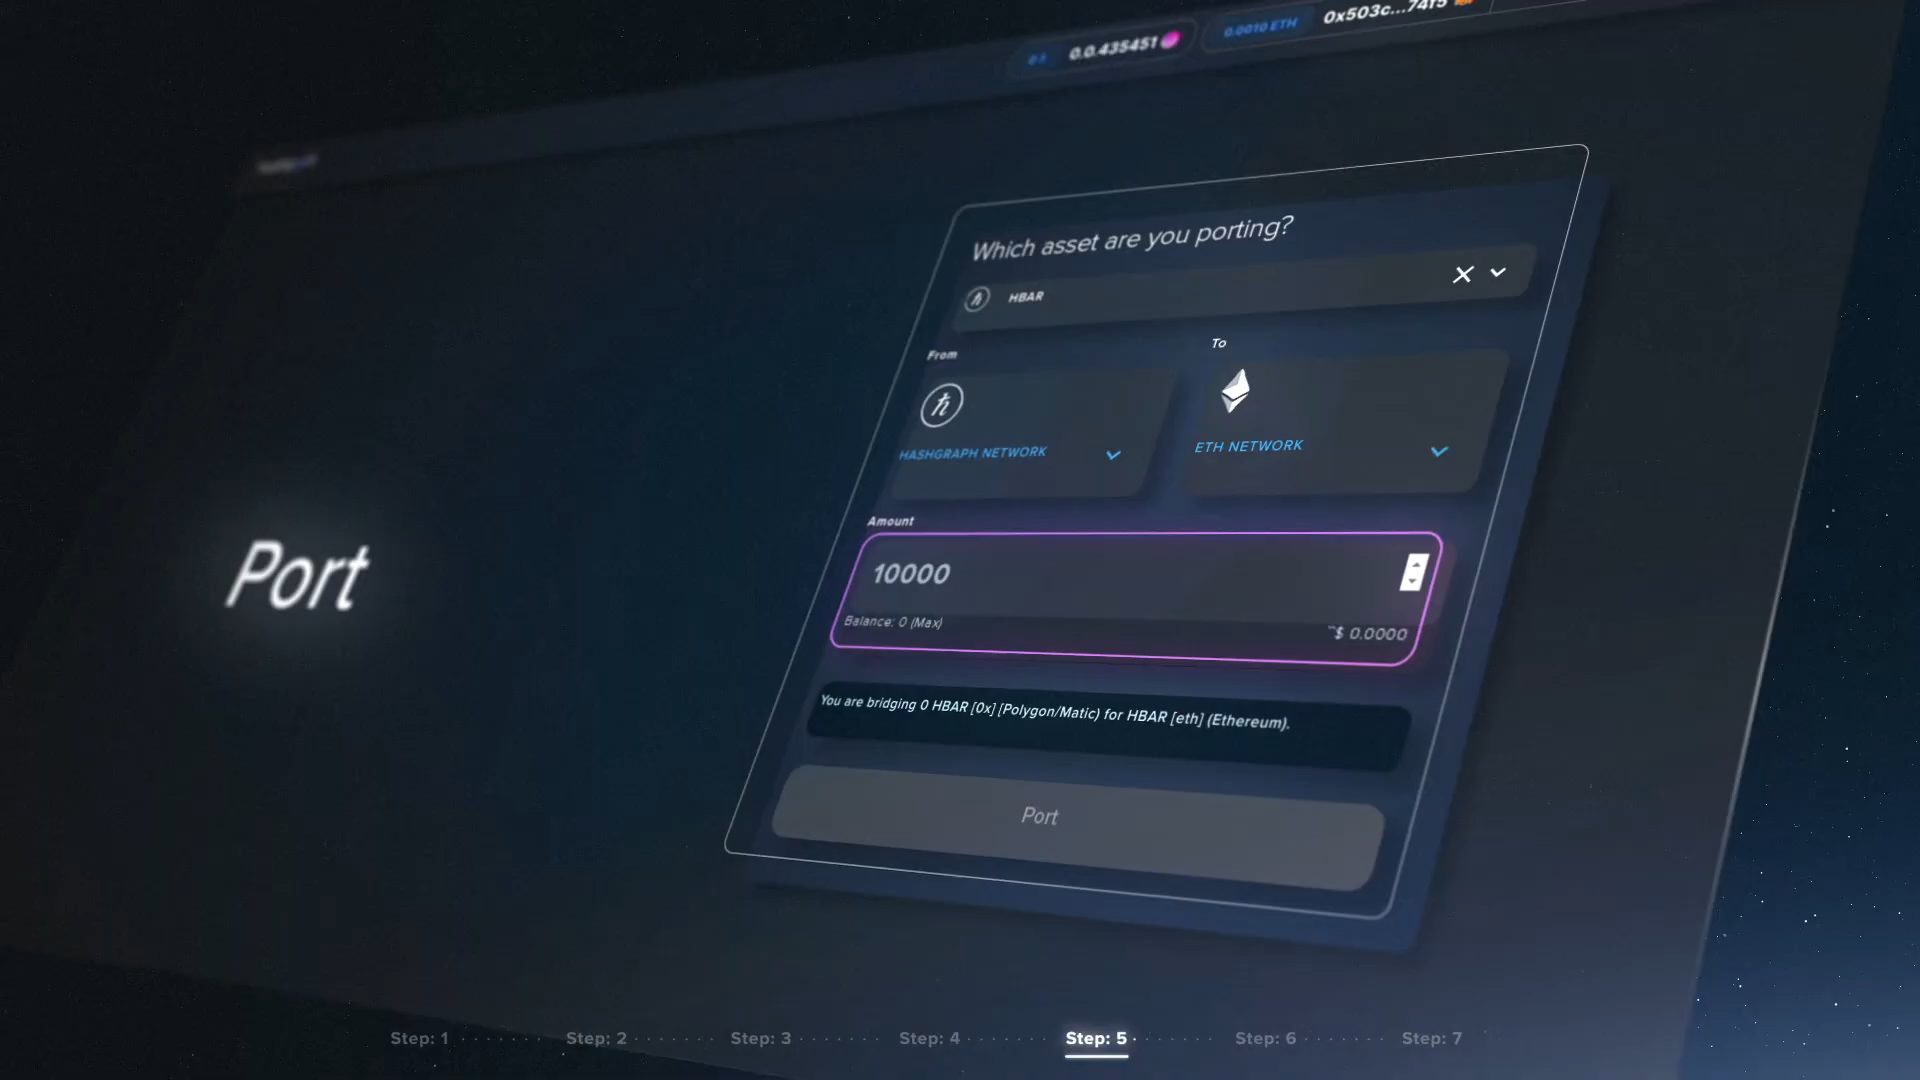 0.0.435451
0.0010 ETH
0x503c...74f5
Which asset are you porting?
HBAR
From
To
HASHGRAPH NETWORK
ETH NETWORK
Amount
10000
Balance: 0 (Max)
~$ 0.0000
You are bridging 0 HBAR [0x] (Polygon/Matic) for HBAR [eth] (Ethereum).
Port
Port
Step: 1
Step: 2
Step: 3
Step: 4
Step: 5
Step: 6
Step: 7